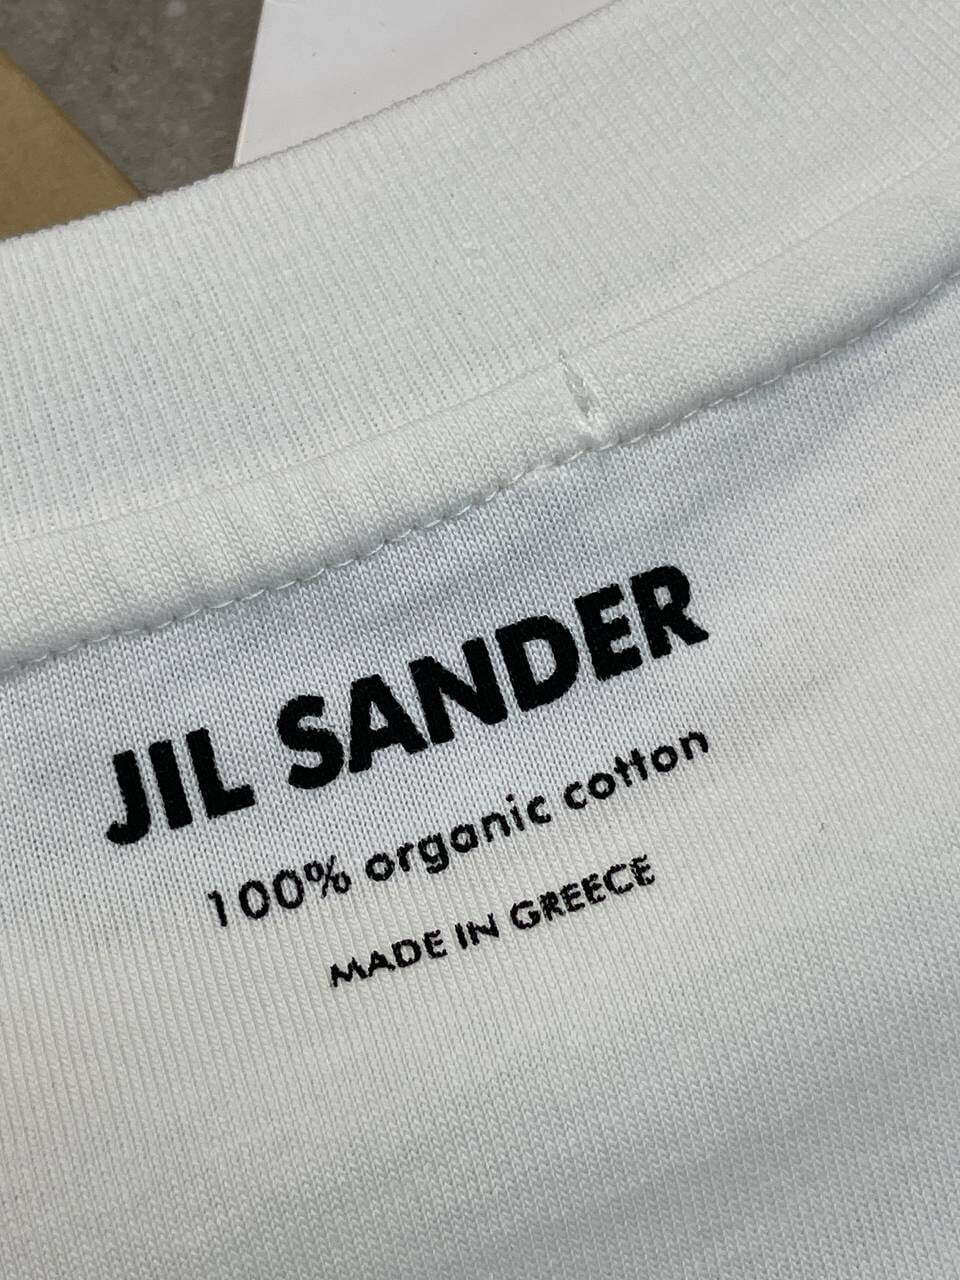 JIL SANDER
100% organic cotton
MADE IN GREECE